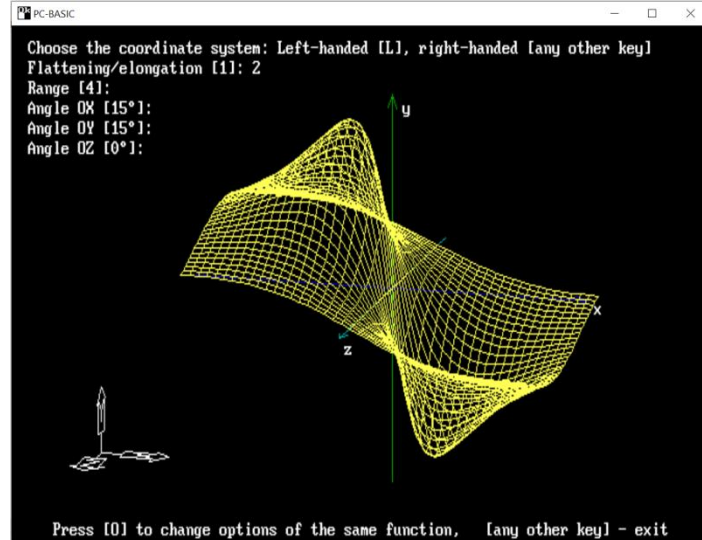 PC-BASIC
Choose the coordinate system: Left-handed [L], right-handed [any other key]
Flattening/elongation [1]: 2
Range [4]:
Angle OX [15°]:
Angle OY [15°]:
Angle OZ [0°]:
y
x
z
Press [O] to change options of the same function, [any other key] - exit